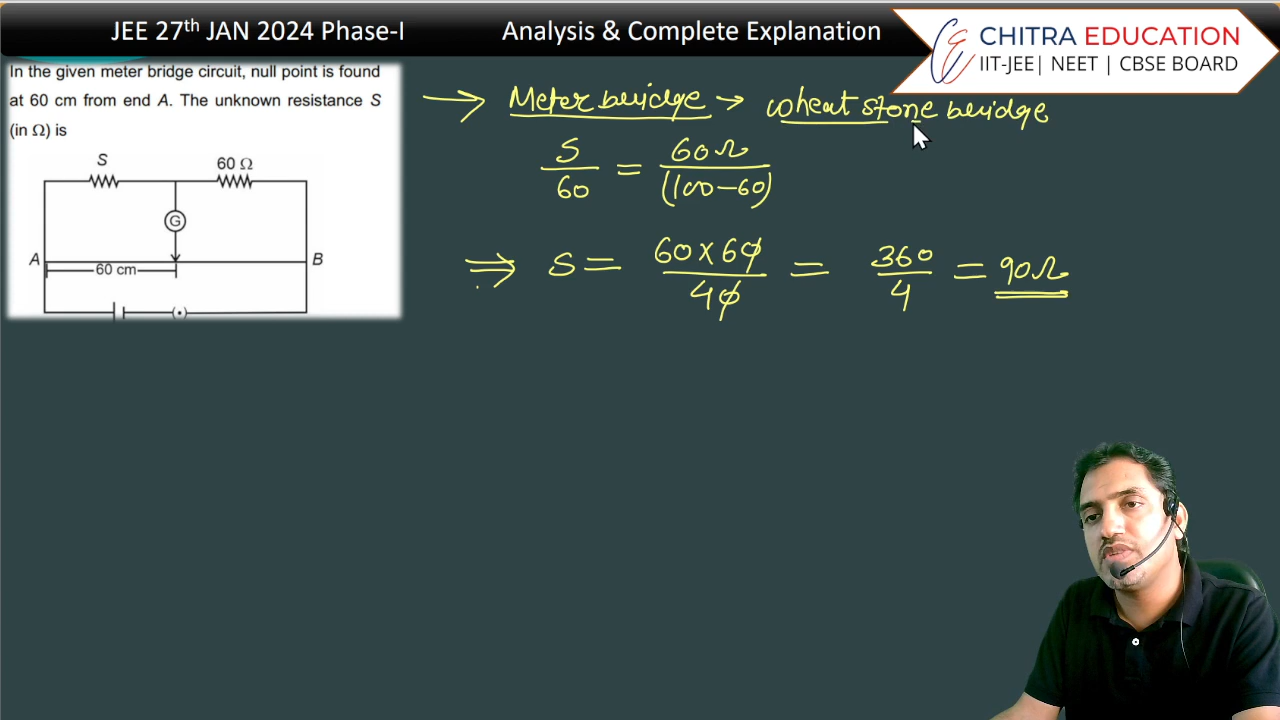 JEE 27th JAN 2024 Phase-I
Analysis & Complete Explanation
CHITRA EDUCATION
IIT-JEE| NEET | CBSE BOARD
In the given meter bridge circuit, null point is found
at 60 cm from end A. The unknown resistance S
(in Ω) is
S
60 Ω
G
A
60 cm
B
→ Meter bridge → wheat stone bridge
S/60 = 60Ω/(100-60)
⇒ S = 60×60/40 = 360/4 = 90Ω